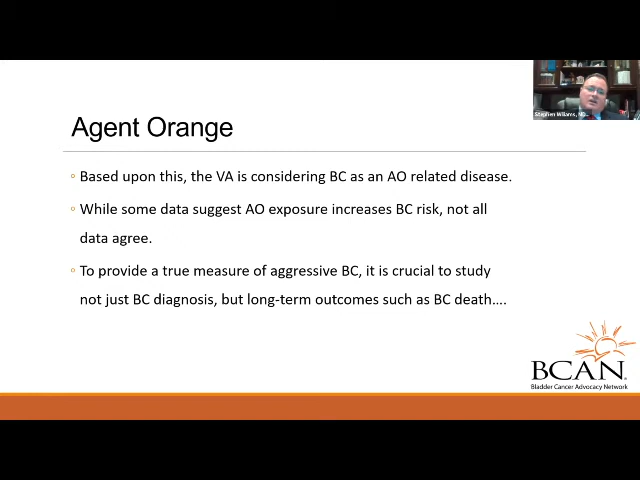 Stephen Williams, MD...
Agent Orange
◦ Based upon this, the VA is considering BC as an AO related disease.
◦ While some data suggest AO exposure increases BC risk, not all
data agree.
◦ To provide a true measure of aggressive BC, it is crucial to study
not just BC diagnosis, but long-term outcomes such as BC death....
BCAN®
Bladder Cancer Advocacy Network